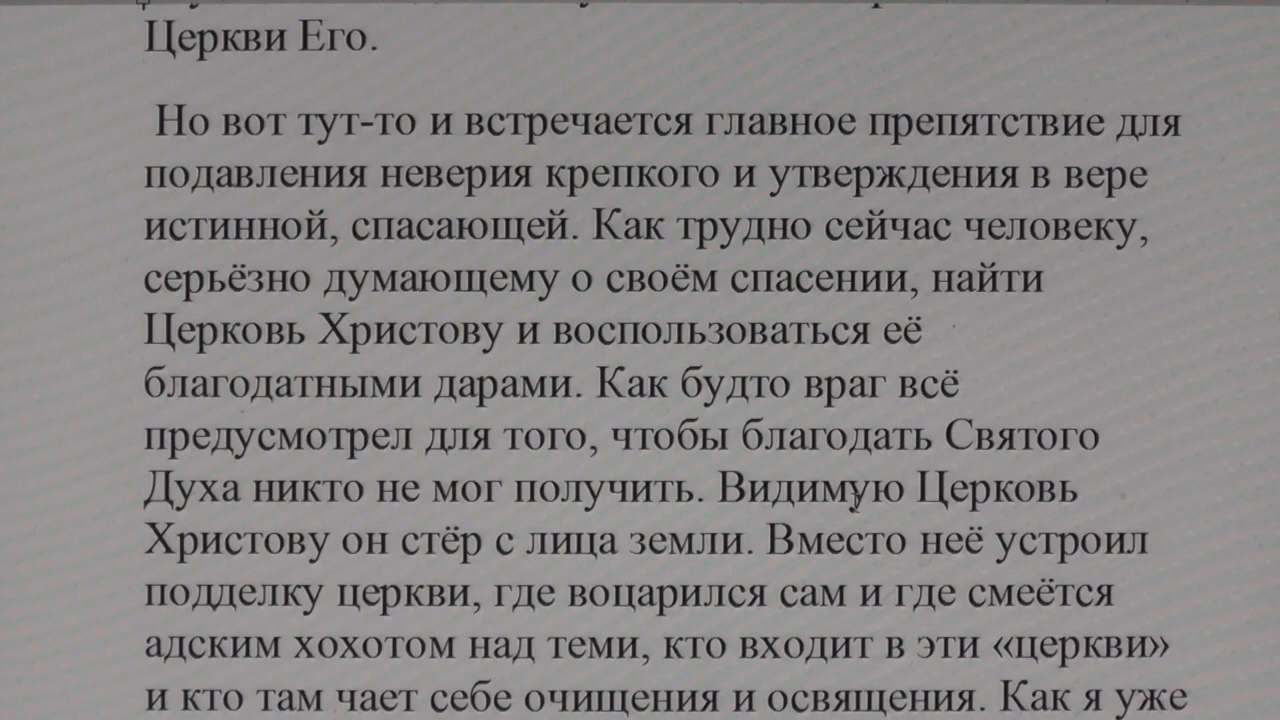 Церкви Его.
Но вот тут-то и встречается главное препятствие для
подавления неверия крепкого и утверждения в вере
истинной, спасающей. Как трудно сейчас человеку,
серьёзно думающему о своём спасении, найти
Церковь Христову и воспользоваться её
благодатными дарами. Как будто враг всё
предусмотрел для того, чтобы благодать Святого
Духа никто не мог получить. Видимую Церковь
Христову он стёр с лица земли. Вместо неё устроил
подделку церкви, где воцарился сам и где смеётся
адским хохотом над теми, кто входит в эти «церкви»
и кто там чает себе очищения и освящения. Как я уже